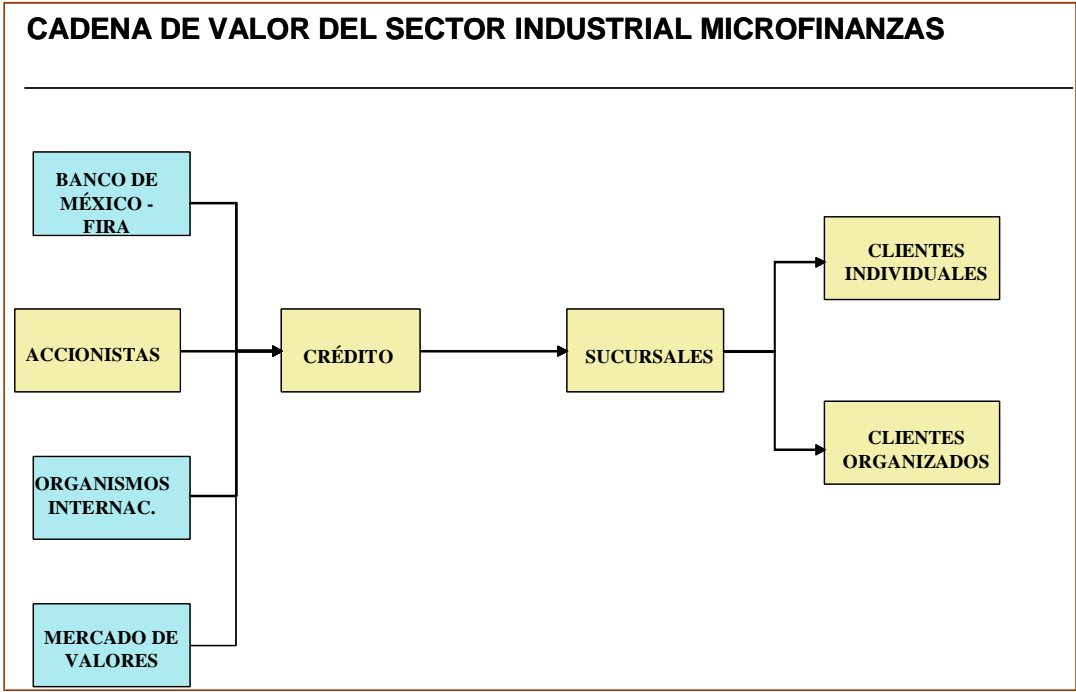 CADENA DE VALOR DEL SECTOR INDUSTRIAL MICROFINANZAS
BANCO DE
MÉXICO -
FIRA
ACCIONISTAS
CRÉDITO
SUCURSALES
CLIENTES
INDIVIDUALES
CLIENTES
ORGANIZADOS
ORGANISMOS
INTERNAC.
MERCADO DE
VALORES